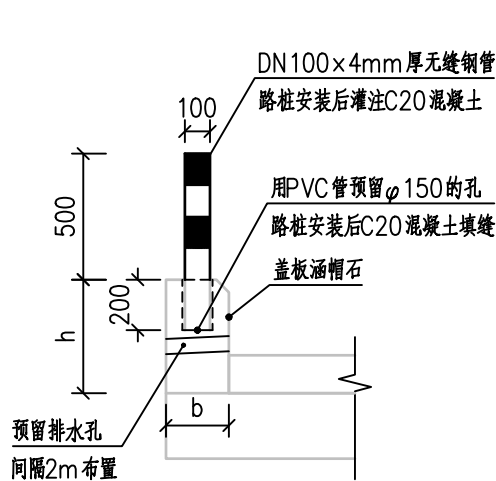 DN100×4mm厚无缝钢管
路桩安装后灌注C20混凝土
100
500
用PVC管预留φ150的孔
路桩安装后C20混凝土填缝
盖板涵帽石
200
h
b
预留排水孔
间隔2m布置